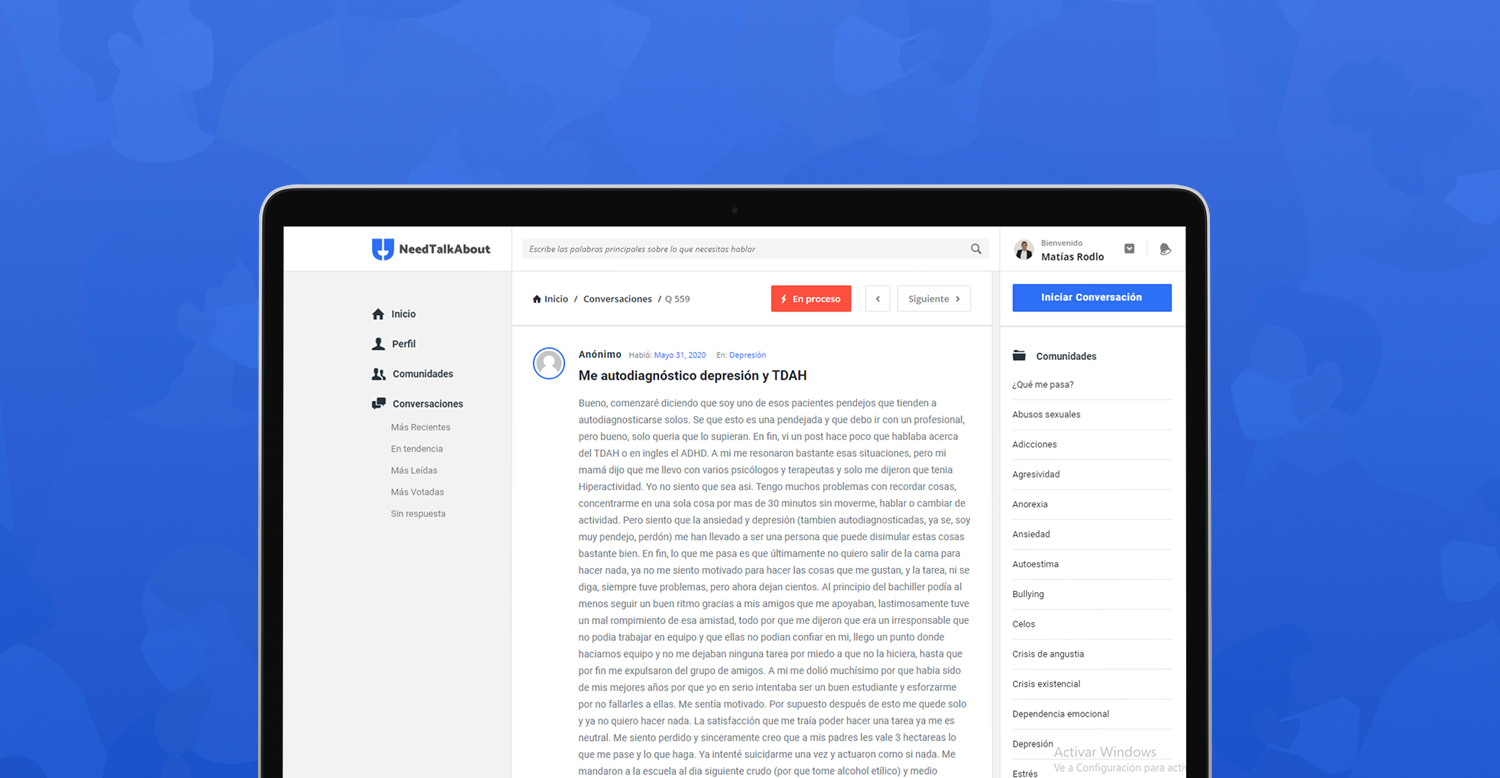 NeedTalkAbout
Escribe las palabras principales sobre lo que necesitas hablar
Bienvenido
Matías Rodlo
Inicio
Perfil
Comunidades
Conversaciones
Más Recientes
En tendencia
Más Leídas
Más Votadas
Sin respuesta
Inicio / Conversaciones / Q 559
En proceso
Siguiente
Anónimo Habló: Mayo 31, 2020 En: Depresión
Me autodiagnóstico depresión y TDAH
Bueno, comenzaré diciendo que soy uno de esos pacientes pendejos que tienden a
autodiagnosticarse solos. Se que esto es una pendejada y que debo ir con un profesional,
pero bueno, solo queria que lo supieran. En fin, vi un post hace poco que hablaba acerca
del TDAH o en ingles el ADHD. A mi me resonaron bastante esas situaciones, pero mi
mamá dijo que me llevo con varios psicólogos y terapeutas y solo me dijeron que tenia
Hiperactividad. Yo no siento que sea asi. Tengo muchos problemas con recordar cosas,
concentrarme en una sola cosa por mas de 30 minutos sin moverme, hablar o cambiar de
actividad. Pero siento que la ansiedad y depresión (tambien autodiagnosticadas, ya se, soy
muy pendejo, perdón) me han llevado a ser una persona que puede disimular estas cosas
bastante bien. En fin, lo que me pasa es que últimamente no quiero salir de la cama para
hacer nada, ya no me siento motivado para hacer las cosas que me gustan, y la tarea, ni se
diga, siempre tuve problemas, pero ahora dejan cientos. Al principio del bachiller podía al
menos seguir un buen ritmo gracias a mis amigos que me apoyaban, lastimosamente tuve
un mal rompimiento de esa amistad, todo por que me dijeron que era un irresponsable que
no podia trabajar en equipo y que ellas no podian confiar en mi, llego un punto donde
haciamos equipo y no me dejaban ninguna tarea por miedo a que no la hiciera, hasta que
por fin me expulsaron del grupo de amigos. A mi me dolió muchísimo por que habia sido
de mis mejores años por que yo en serio intentaba ser un buen estudiante y esforzarme
por no fallarles a ellas. Me sentía motivado. Por supuesto después de esto me quede solo
y ya no quiero hacer nada. La satisfacción que me traía poder hacer una tarea ya me es
neutral. Me siento perdido y sinceramente creo que a mis padres les vale 3 hectareas lo
que me pase y lo que haga. Ya intenté suicidarme una vez y actuaron como si nada. Me
mandaron a la escuela al dia siguiente crudo (por que tome alcohol etílico) y medio
Iniciar Conversación
Comunidades
¿Qué me pasa?
Abusos sexuales
Adicciones
Agresividad
Anorexia
Ansiedad
Autoestima
Bullying
Celos
Crisis de angustia
Crisis existencial
Dependencia emocional
Depresión
Estrés
Activar Windows
Ve a Configuración para acti